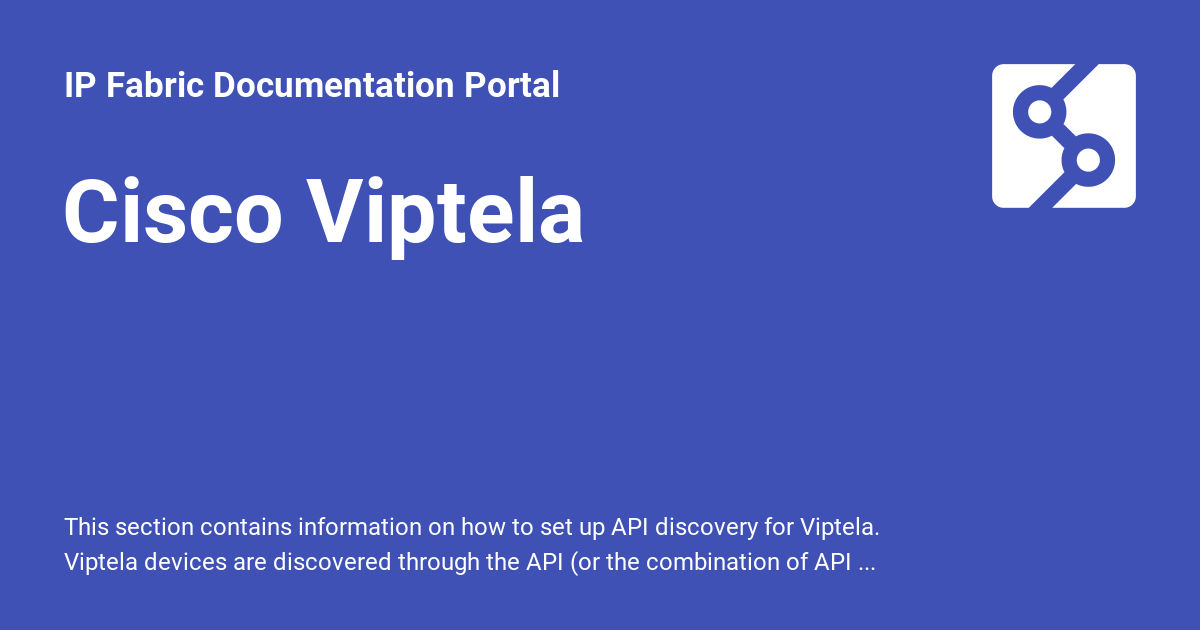 IP Fabric Documentation Portal
Cisco Viptela
This section contains information on how to set up API discovery for Viptela.
Viptela devices are discovered through the API (or the combination of API ...